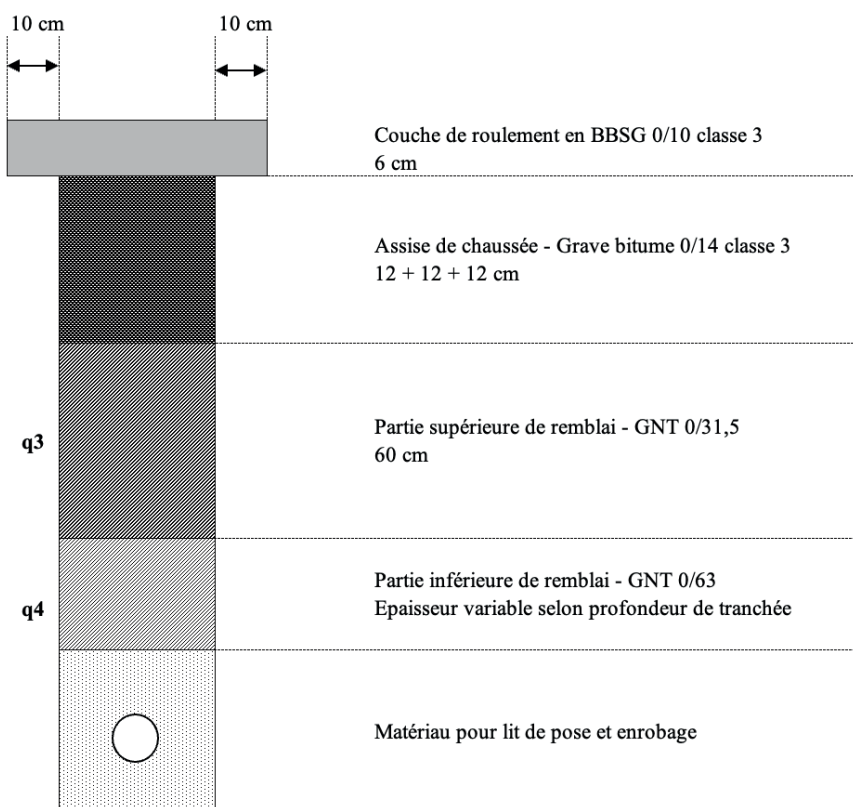 10 cm
10 cm
Couche de roulement en BBSG 0/10 classe 3
6 cm
Assise de chaussée - Grave bitume 0/14 classe 3
12 + 12 + 12 cm
q3
Partie supérieure de remblai - GNT 0/31,5
60 cm
q4
Partie inférieure de remblai - GNT 0/63
Epaisseur variable selon profondeur de tranchée
Matériau pour lit de pose et enrobage